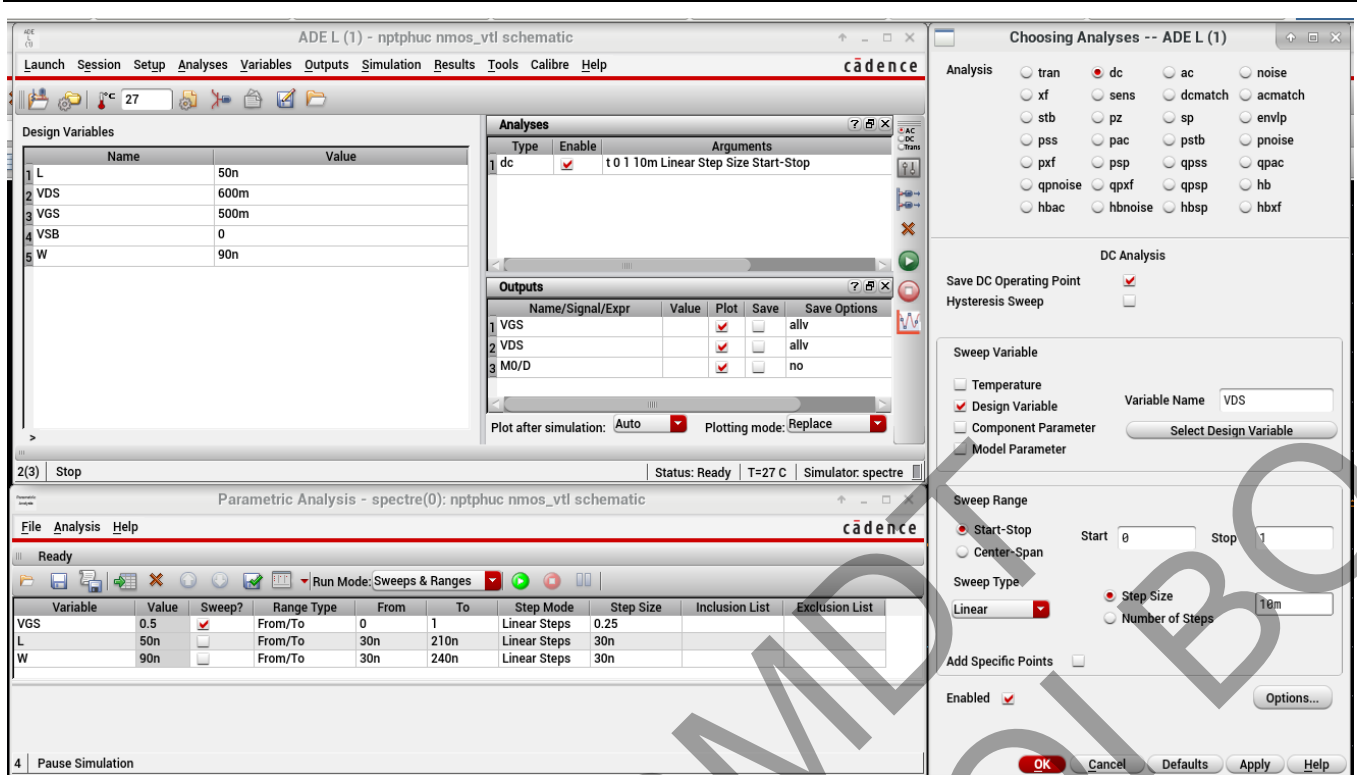 ADE L (1) - nptphuc nmos_vtl schematic
Launch Session Setup Analyses Variables Outputs Simulation Results Tools Calibre Help
cādence
°C 27
Design Variables
Name Value
1 L 50n
2 VDS 600m
3 VGS 500m
4 VSB 0
5 W 90n
>
Analyses
Type Enable Arguments
1 dc t 0 1 10m Linear Step Size Start-Stop
AC
DC
Trans
Outputs
Name/Signal/Expr Value Plot Save Save Options
1 VGS allv
2 VDS allv
3 M0/D no
Plot after simulation: Auto Plotting mode: Replace
2(3) Stop Status: Ready T=27 C Simulator: spectre
Parametric Analysis - spectre(0): nptphuc nmos_vtl schematic
File Analysis Help
cādence
Ready
Run Mode: Sweeps & Ranges
Variable Value Sweep? Range Type From To Step Mode Step Size Inclusion List Exclusion List
VGS 0.5 From/To 0 1 Linear Steps 0.25
L 50n From/To 30n 210n Linear Steps 30n
W 90n From/To 30n 240n Linear Steps 30n
4 Pause Simulation
Choosing Analyses -- ADE L (1)
Analysis tran dc ac noise
xf sens dcmatch acmatch
stb pz sp envlp
pss pac pstb pnoise
pxf psp qpss qpac
qpnoise qpxf qpsp hb
hbac hbnoise hbsp hbxf
DC Analysis
Save DC Operating Point
Hysteresis Sweep
Sweep Variable
Temperature
Design Variable Variable Name VDS
Component Parameter Select Design Variable
Model Parameter
Sweep Range
Start-Stop Start 0 Stop 1
Center-Span
Sweep Type
Linear Step Size 10m
Number of Steps
Add Specific Points
Enabled Options...
OK Cancel Defaults Apply Help